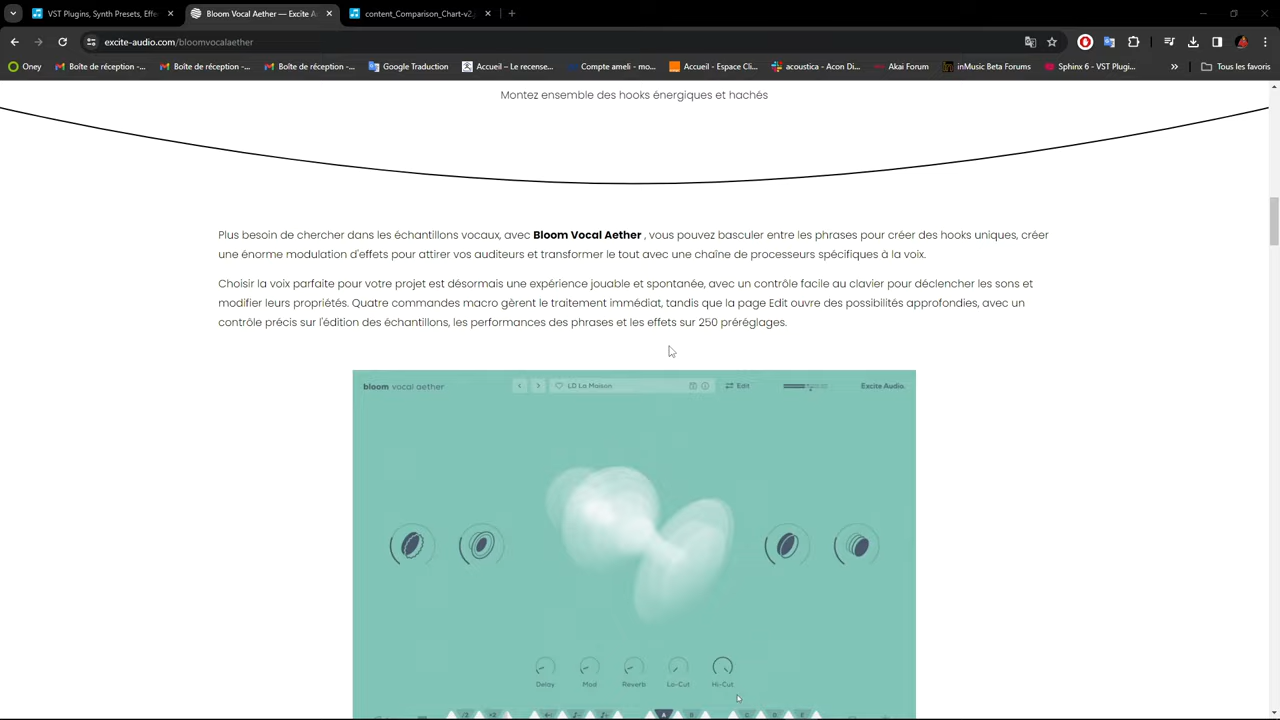 VST Plugins, Synth Presets, Effe
Bloom Vocal Aether — Excite A
content_Comparison_Chart-v2
excite-audio.com/bloomvocalaether
Oney
Boîte de réception -...
Boîte de réception -...
Boîte de réception -...
Google Traduction
Accueil – Le recense...
Compte ameli - mo...
Accueil - Espace Cli...
acoustica - Acon Di...
Akai Forum
inMusic Beta Forums
Sphinx 6 - VST Plugi...
Tous les favoris
Montez ensemble des hooks énergiques et hachés
Plus besoin de chercher dans les échantillons vocaux, avec Bloom Vocal Aether , vous pouvez basculer entre les phrases pour créer des hooks uniques, créer
une énorme modulation d'effets pour attirer vos auditeurs et transformer le tout avec une chaîne de processeurs spécifiques à la voix.
Choisir la voix parfaite pour votre projet est désormais une expérience jouable et spontanée, avec un contrôle facile au clavier pour déclencher les sons et
modifier leurs propriétés. Quatre commandes macro gèrent le traitement immédiat, tandis que la page Edit ouvre des possibilités approfondies, avec un
contrôle précis sur l'édition des échantillons, les performances des phrases et les effets sur 250 préréglages.
bloom vocal aether
LD La Maison
Edit
Excite Audio.
Delay
Mod
Reverb
Lo-Cut
Hi-Cut